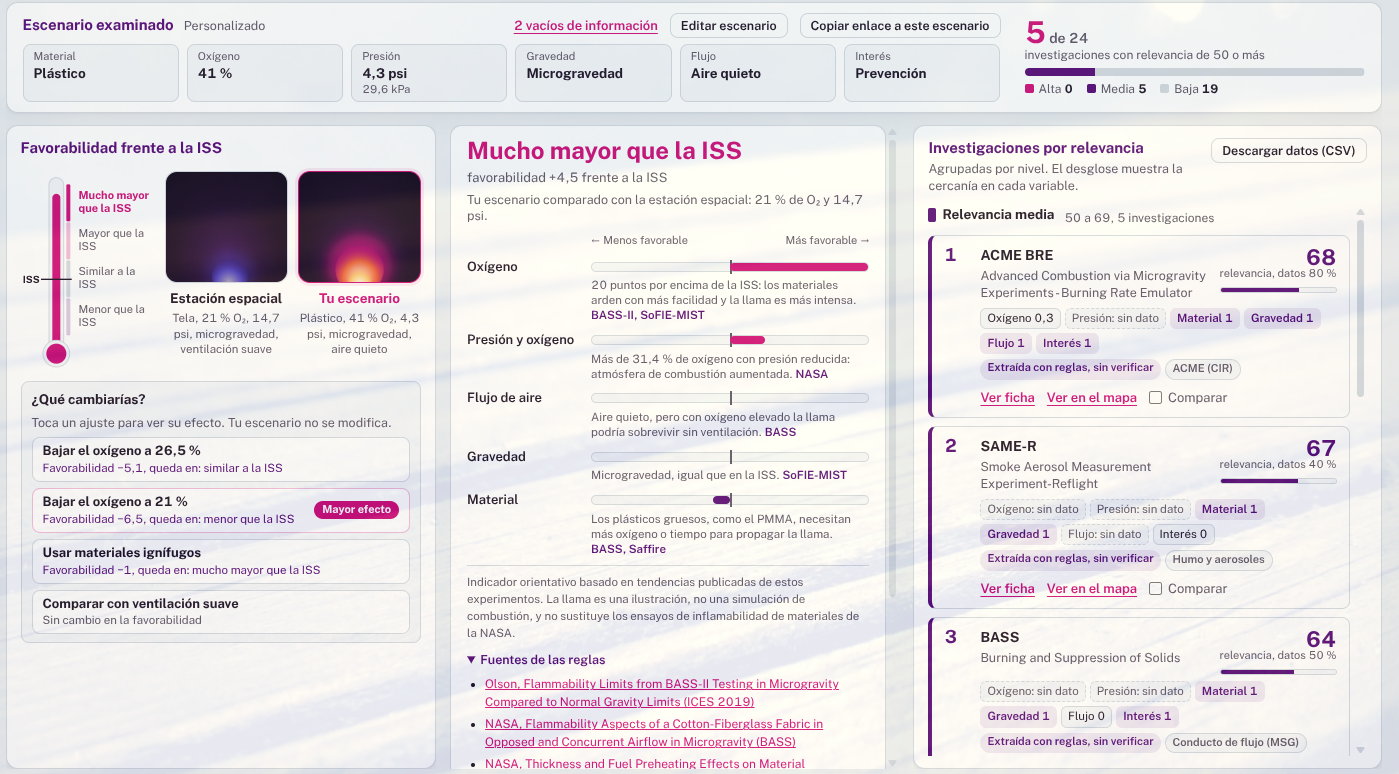 Escenario examinado Personalizado
2 vacíos de información
Editar escenario
Copiar enlace a este escenario
Material
Plástico
Oxígeno
41 %
Presión
4,3 psi
29,6 kPa
Gravedad
Microgravedad
Flujo
Aire quieto
Interés
Prevención
5 de 24
investigaciones con relevancia de 50 o más
Alta 0 Media 5 Baja 19
Favorabilidad frente a la ISS
Mucho mayor
que la ISS
Mayor que la
ISS
ISS
Similar a la
ISS
Menor que la
ISS
Estación espacial
Tela, 21 % O₂, 14,7
psi, microgravedad,
ventilación suave
Tu escenario
Plástico, 41 % O₂, 4,3
psi, microgravedad,
aire quieto
¿Qué cambiarías?
Toca un ajuste para ver su efecto. Tu escenario no se modifica.
Bajar el oxígeno a 26,5 %
Favorabilidad −5,1, queda en: similar a la ISS
Bajar el oxígeno a 21 %
Favorabilidad −6,5, queda en: menor que la ISS
Mayor efecto
Usar materiales ignífugos
Favorabilidad −1, queda en: mucho mayor que la ISS
Comparar con ventilación suave
Sin cambio en la favorabilidad
Mucho mayor que la ISS
favorabilidad +4,5 frente a la ISS
Tu escenario comparado con la estación espacial: 21 % de O₂ y 14,7
psi.
← Menos favorable
Más favorable →
Oxígeno
20 puntos por encima de la ISS: los materiales
arden con más facilidad y la llama es más intensa.
BASS-II, SoFIE-MIST
Presión y oxígeno
Más de 31,4 % de oxígeno con presión reducida:
atmósfera de combustión aumentada. NASA
Flujo de aire
Aire quieto, pero con oxígeno elevado la llama
podría sobrevivir sin ventilación. BASS
Gravedad
Microgravedad, igual que en la ISS. SoFIE-MIST
Material
Los plásticos gruesos, como el PMMA, necesitan
más oxígeno o tiempo para propagar la llama.
BASS, Saffire
Indicador orientativo basado en tendencias publicadas de estos
experimentos. La llama es una ilustración, no una simulación de
combustión, y no sustituye los ensayos de inflamabilidad de materiales de
la NASA.
▼ Fuentes de las reglas
• Olson, Flammability Limits from BASS-II Testing in Microgravity
Compared to Normal Gravity Limits (ICES 2019)
• NASA, Flammability Aspects of a Cotton-Fiberglass Fabric in
Opposed and Concurrent Airflow in Microgravity (BASS)
• NASA, Thickness and Fuel Preheating Effects on Material
Investigaciones por relevancia
Descargar datos (CSV)
Agrupadas por nivel. El desglose muestra la
cercanía en cada variable.
Relevancia media 50 a 69, 5 investigaciones
1 ACME BRE 68
Advanced Combustion via Microgravity
Experiments - Burning Rate Emulator
relevancia, datos 80 %
Oxígeno 0,3 Presión: sin dato Material 1 Gravedad 1
Flujo 1 Interés 1
Extraída con reglas, sin verificar ACME (CIR)
Ver ficha Ver en el mapa Comparar
2 SAME-R 67
Smoke Aerosol Measurement
Experiment-Reflight
relevancia, datos 40 %
Oxígeno: sin dato Presión: sin dato Material 1
Gravedad 1 Flujo: sin dato Interés 0
Extraída con reglas, sin verificar Humo y aerosoles
Ver ficha Ver en el mapa Comparar
3 BASS 64
Burning and Suppression of Solids
relevancia, datos 50 %
Oxígeno: sin dato Presión: sin dato Material 1
Gravedad 1 Flujo 0 Interés 1
Extraída con reglas, sin verificar Conducto de flujo (MSG)